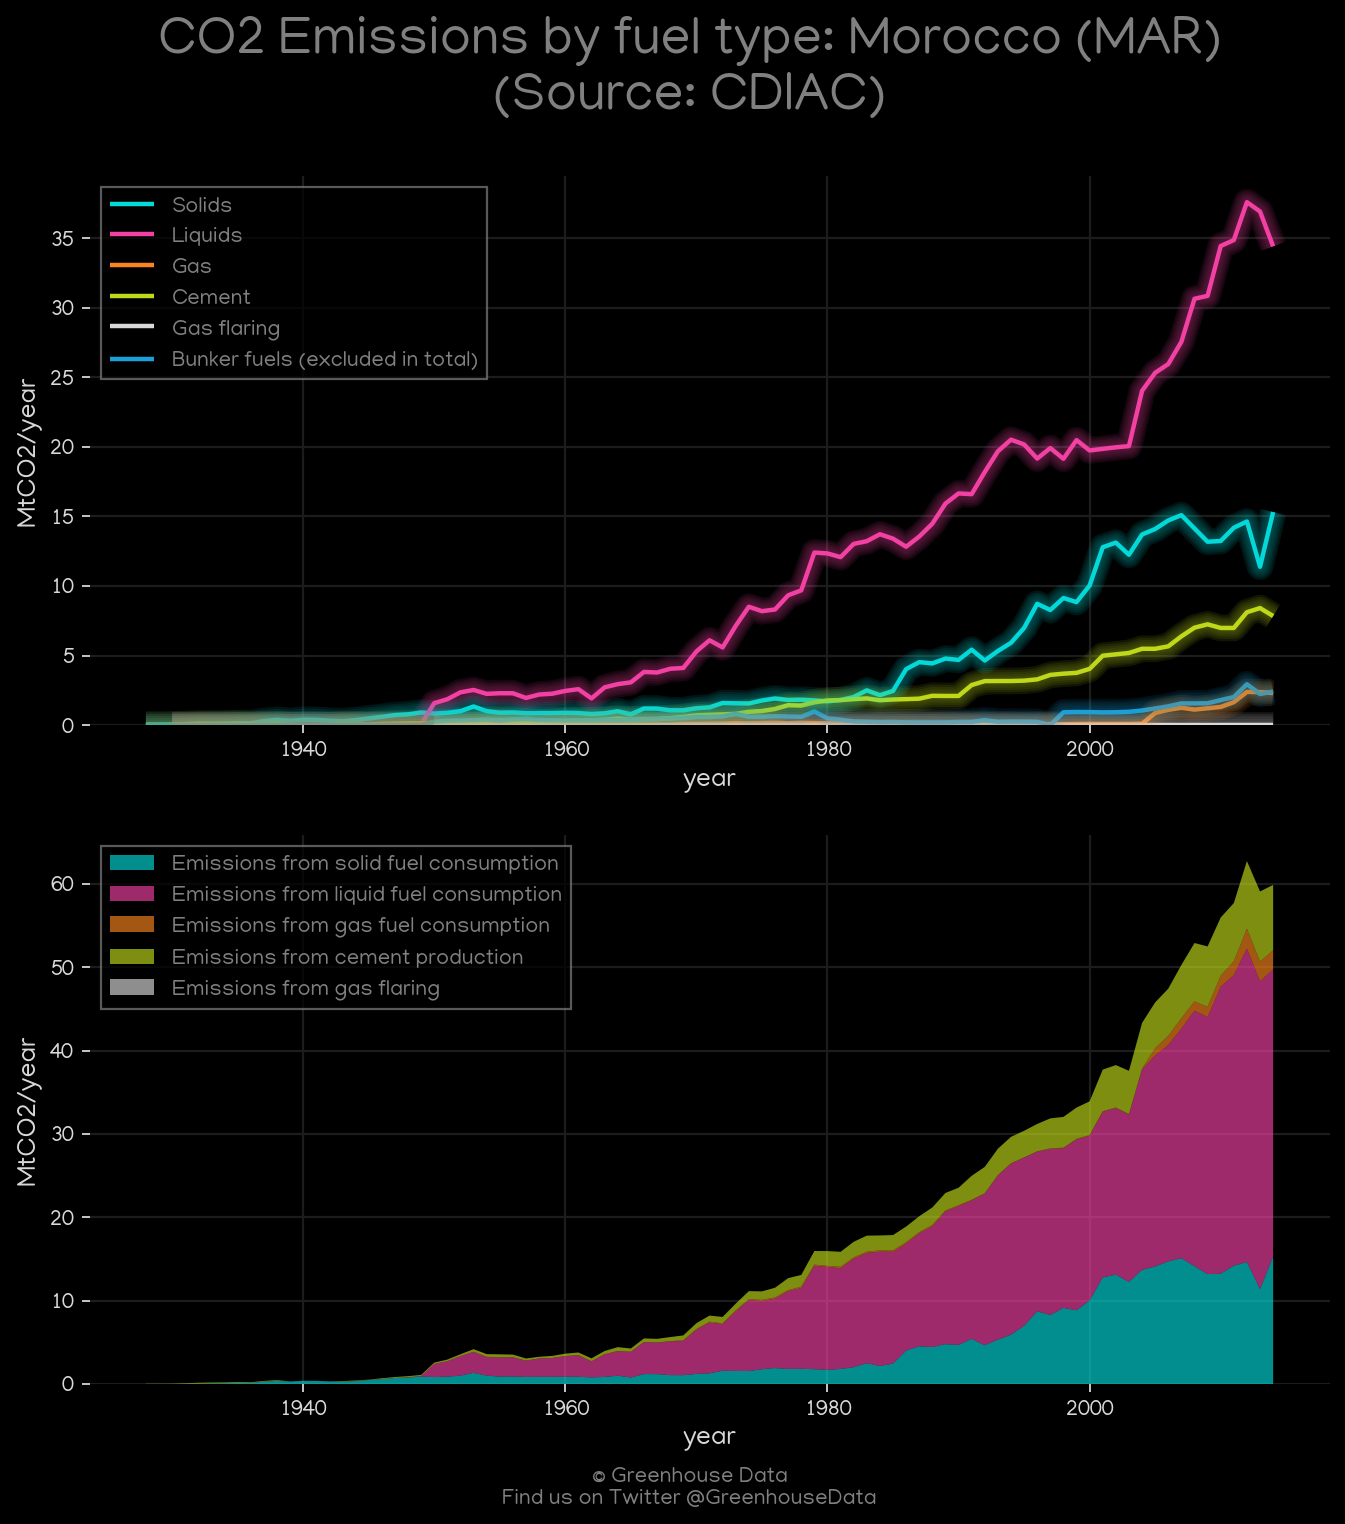 CO2 Emissions by fuel type: Morocco (MAR)
(Source: CDIAC)
Solids
Liquids
Gas
Cement
Gas flaring
Bunker fuels (excluded in total)
MtCO2/year
35
30
25
20
15
10
5
0
1940
1960
1980
2000
year
Emissions from solid fuel consumption
Emissions from liquid fuel consumption
Emissions from gas fuel consumption
Emissions from cement production
Emissions from gas flaring
MtCO2/year
60
50
40
30
20
10
0
1940
1960
1980
2000
year
© Greenhouse Data
Find us on Twitter @GreenhouseData